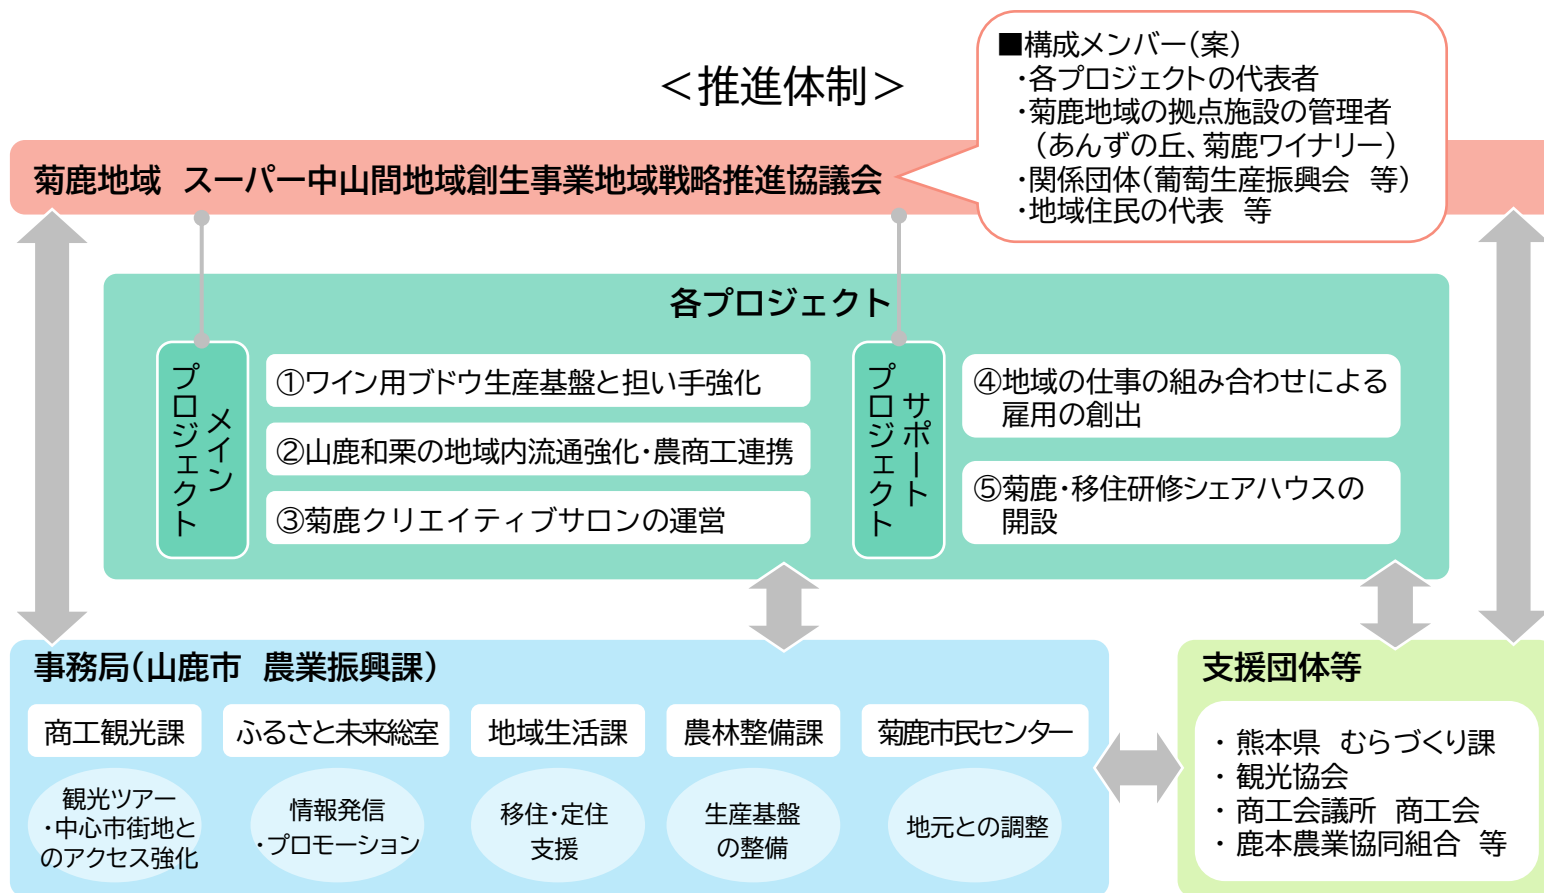 ＜推進体制＞
■構成メンバー（案）
・各プロジェクトの代表者
・菊鹿地域の拠点施設の管理者
（あんずの丘、菊鹿ワイナリー）
・関係団体（葡萄生産振興会　等）
・地域住民の代表　等
菊鹿地域　スーパー中山間地域創生事業地域戦略推進協議会
各プロジェクト
メイン
プロジェクト
①ワイン用ブドウ生産基盤と担い手強化
②山鹿和栗の地域内流通強化・農商工連携
③菊鹿クリエイティブサロンの運営
サポート
プロジェクト
④地域の仕事の組み合わせによる
雇用の創出
⑤菊鹿・移住研修シェアハウスの
開設
事務局（山鹿市　農業振興課）
商工観光課
観光ツアー
・中心市街地と
のアクセス強化
ふるさと未来総室
情報発信
・プロモーション
地域生活課
移住・定住
支援
農林整備課
生産基盤
の整備
菊鹿市民センター
地元との調整
支援団体等
・ 熊本県　むらづくり課
・ 観光協会
・ 商工会議所　商工会
・ 鹿本農業協同組合　等